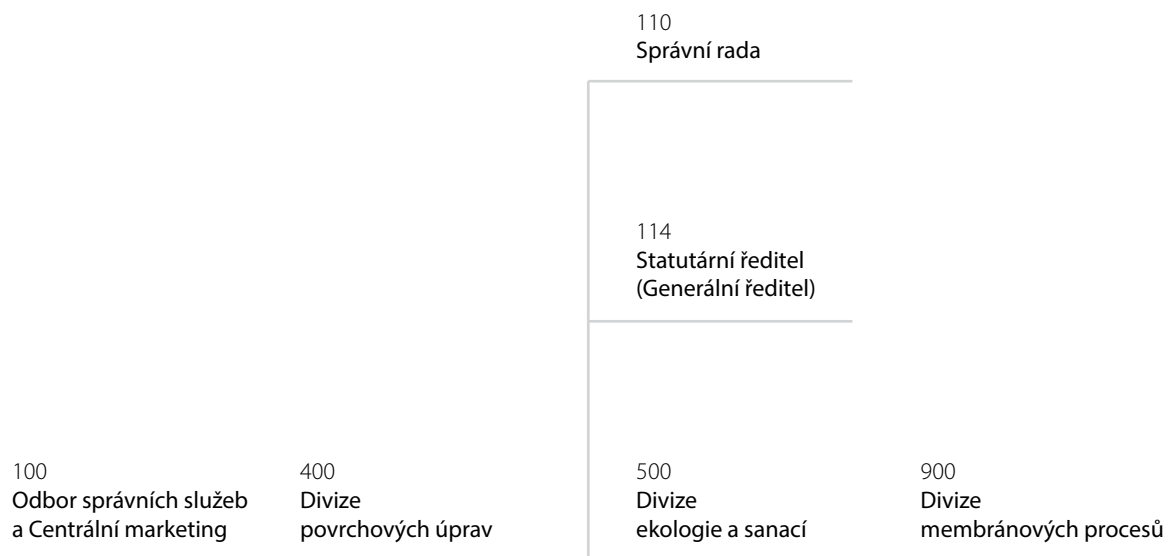 110
Správní rada
114
Statutární ředitel
(Generální ředitel)
100
Odbor správních služeb
a Centrální marketing
400
Divize
povrchových úprav
500
Divize
ekologie a sanací
900
Divize
membránových procesů